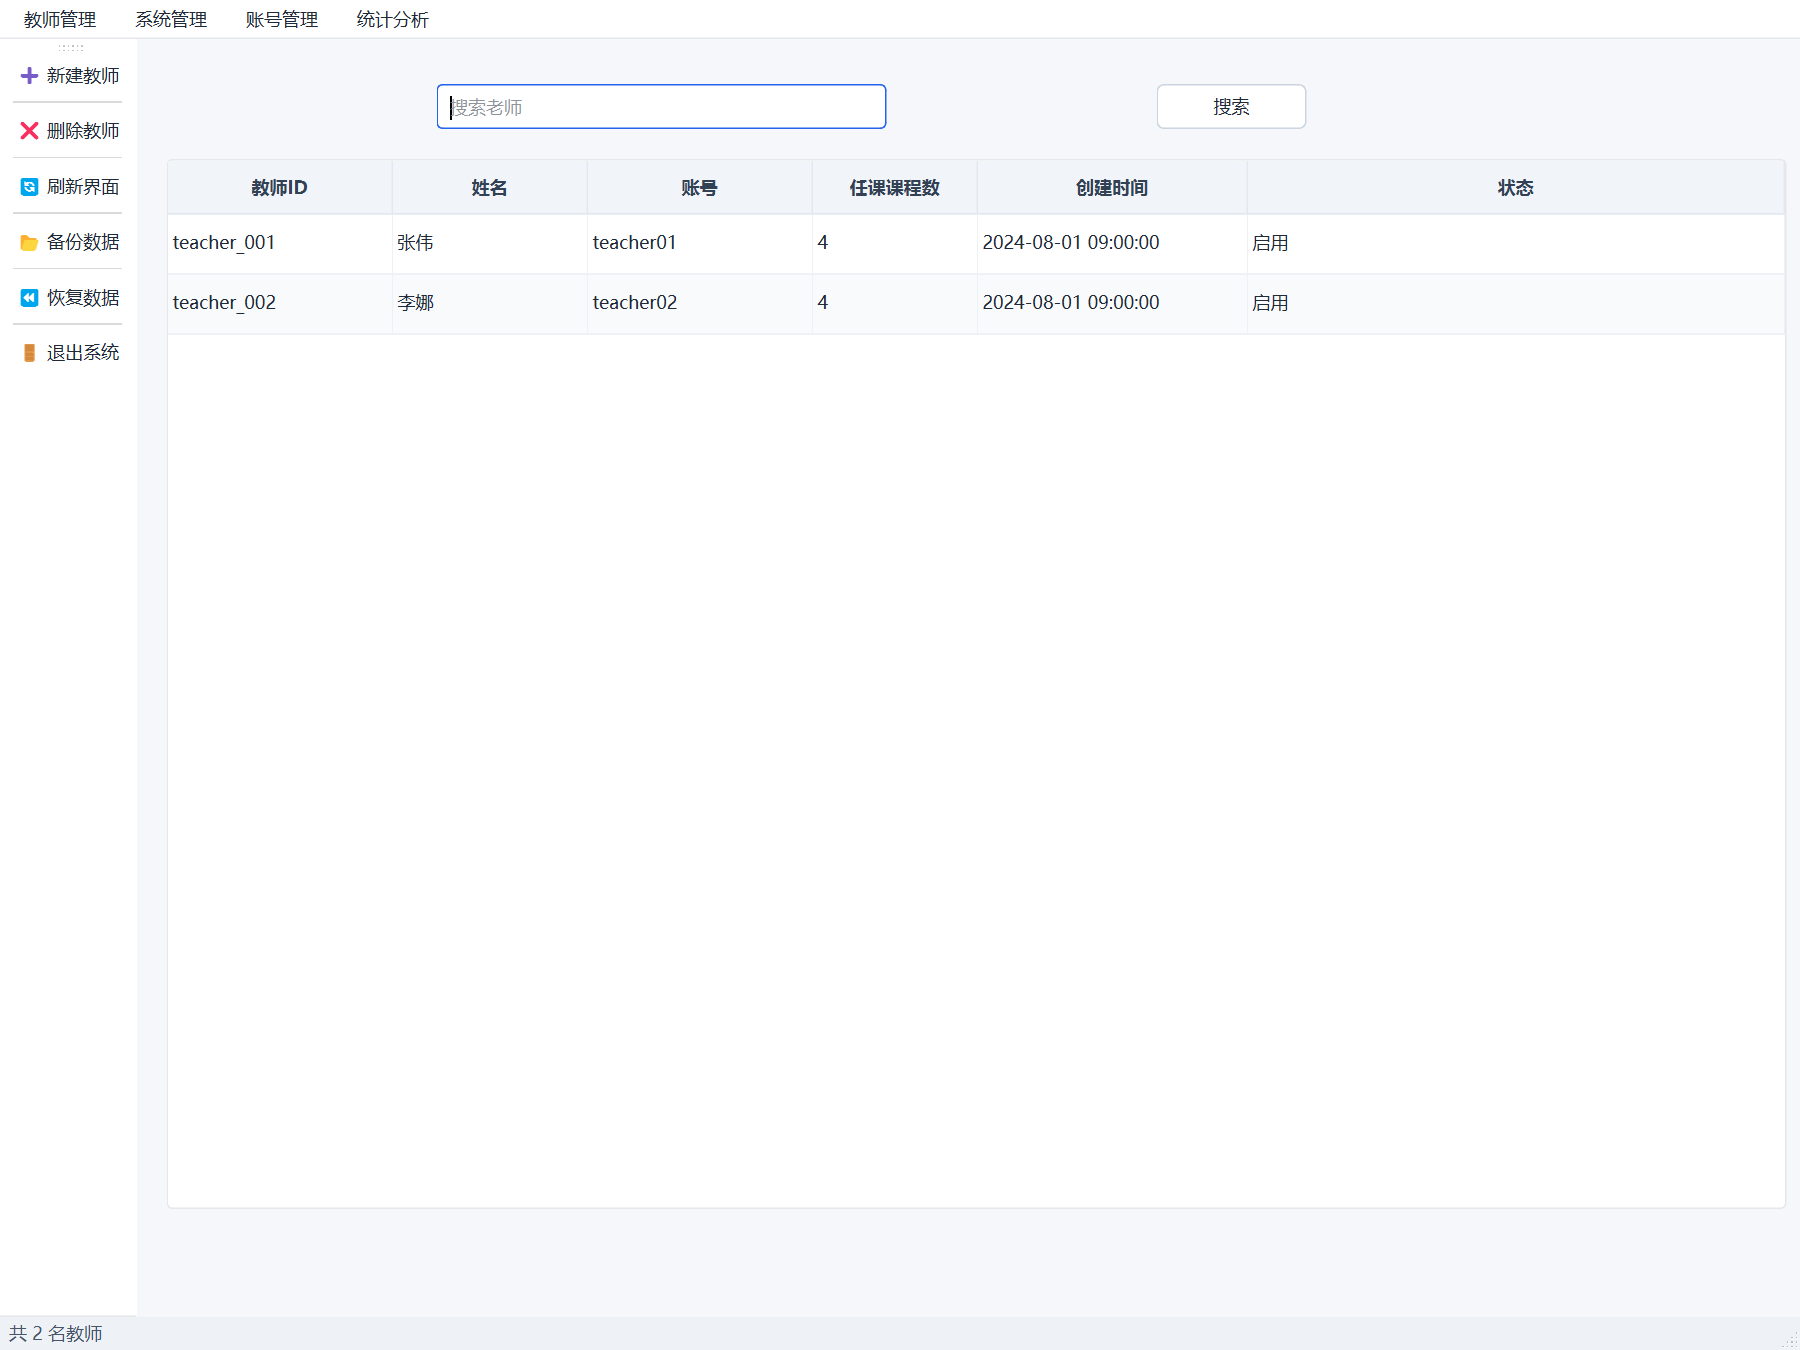 教师管理 系统管理 账号管理 统计分析
新建教师
删除教师
刷新界面
备份数据
恢复数据
退出系统
搜索老师 搜索
教师ID 姓名 账号 任课课程数 创建时间 状态
teacher_001 张伟 teacher01 4 2024-08-01 09:00:00 启用
teacher_002 李娜 teacher02 4 2024-08-01 09:00:00 启用
共 2 名教师